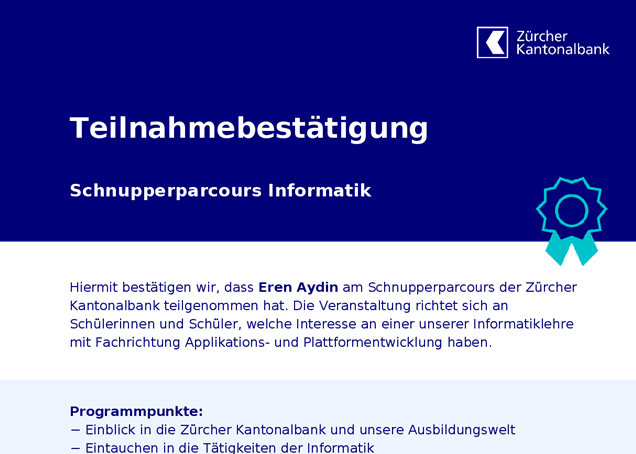 Zürcher
Kantonalbank
Teilnahmebestätigung
Schnupperparcours Informatik
Hiermit bestätigen wir, dass Eren Aydin am Schnupperparcours der Zürcher
Kantonalbank teilgenommen hat. Die Veranstaltung richtet sich an
Schülerinnen und Schüler, welche Interesse an einer unserer Informatiklehre
mit Fachrichtung Applikations- und Plattformentwicklung haben.
Programmpunkte:
− Einblick in die Zürcher Kantonalbank und unsere Ausbildungswelt
− Eintauchen in die Tätigkeiten der Informatik